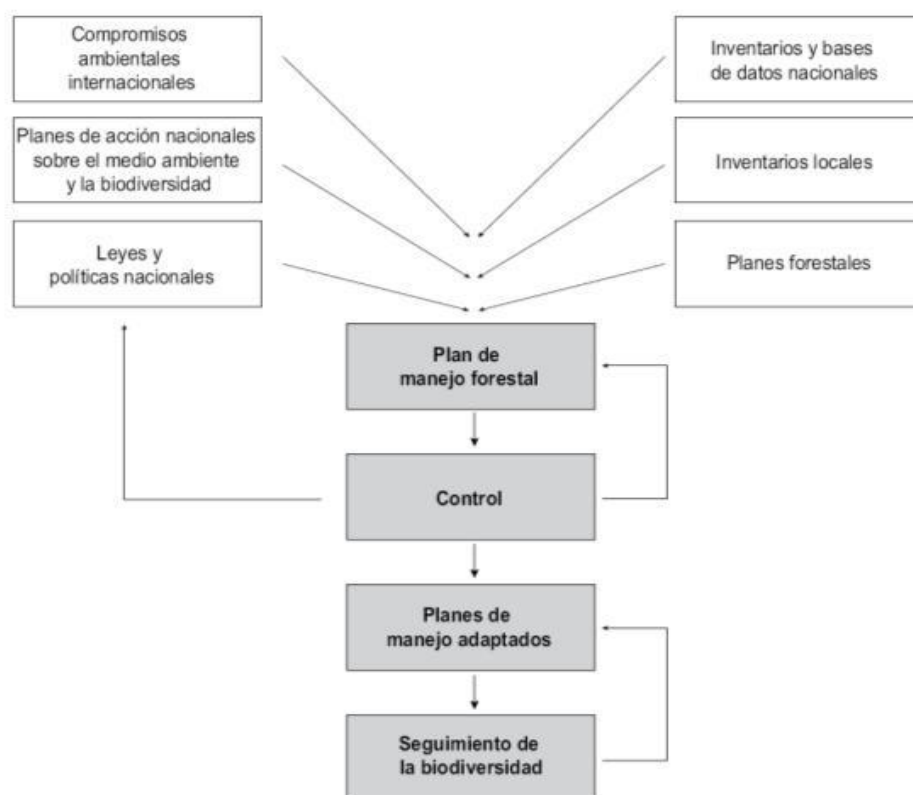 Compromisos
ambientales
internacionales
Planes de acción nacionales
sobre el medio ambiente
y la biodiversidad
Leyes y
políticas nacionales
Inventarios y bases
de datos nacionales
Inventarios locales
Planes forestales
Plan de
manejo forestal
Control
Planes de
manejo adaptados
Seguimiento de
la biodiversidad